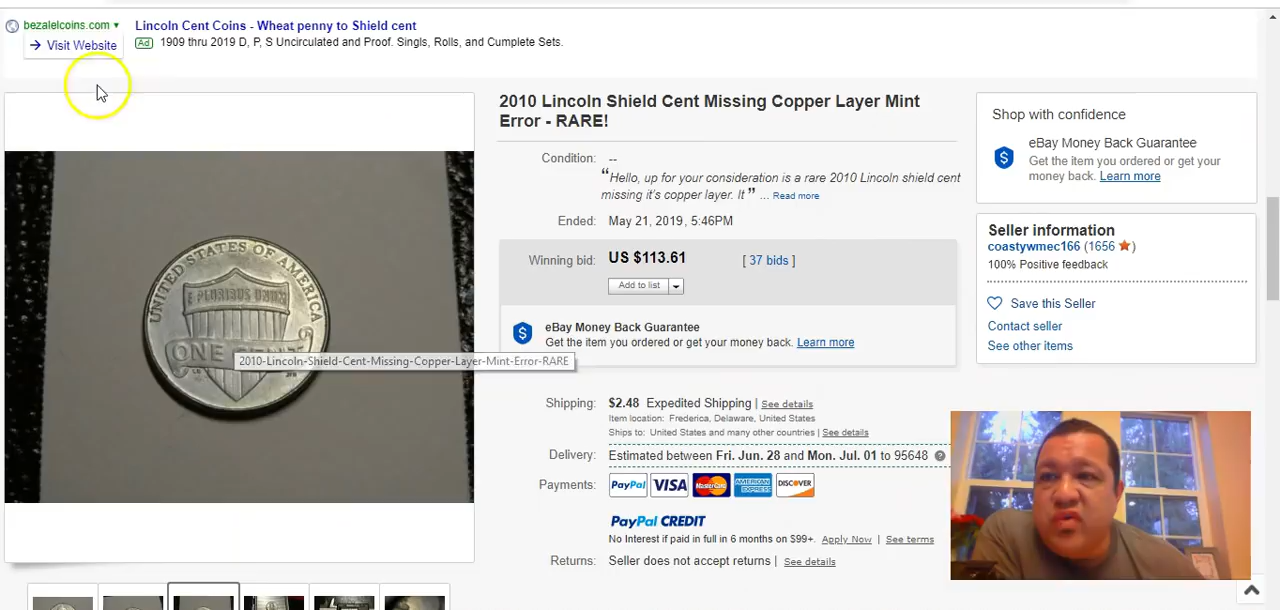 bezalelcoins.com
Visit Website
Lincoln Cent Coins - Wheat penny to Shield cent
Ad 1909 thru 2019 D, P, S Uncirculated and Proof. Singls, Rolls, and Cumplete Sets.
UNITED STATES OF AMERICA
E PLURIBUS UNUM
ONE CENT
2010-Lincoln-Shield-Cent-Missing-Copper-Layer-Mint-Error-RARE
2010 Lincoln Shield Cent Missing Copper Layer Mint
Error - RARE!
Condition: --
"Hello, up for your consideration is a rare 2010 Lincoln shield cent
missing it's copper layer. It " ... Read more
Ended: May 21, 2019, 5:46PM
Winning bid: US $113.61 [ 37 bids ]
Add to list
eBay Money Back Guarantee
Get the item you ordered or get your money back. Learn more
Shipping: $2.48 Expedited Shipping | See details
Item location: Frederica, Delaware, United States
Ships to: United States and many other countries | See details
Delivery: Estimated between Fri. Jun. 28 and Mon. Jul. 01 to 95648
Payments: PayPal VISA MasterCard AMERICAN EXPRESS DISCOVER
PayPal CREDIT
No Interest if paid in full in 6 months on $99+. Apply Now | See terms
Returns: Seller does not accept returns | See details
Shop with confidence
eBay Money Back Guarantee
Get the item you ordered or get your
money back. Learn more
Seller information
coastywmec166 (1656 )
100% Positive feedback
Save this Seller
Contact seller
See other items